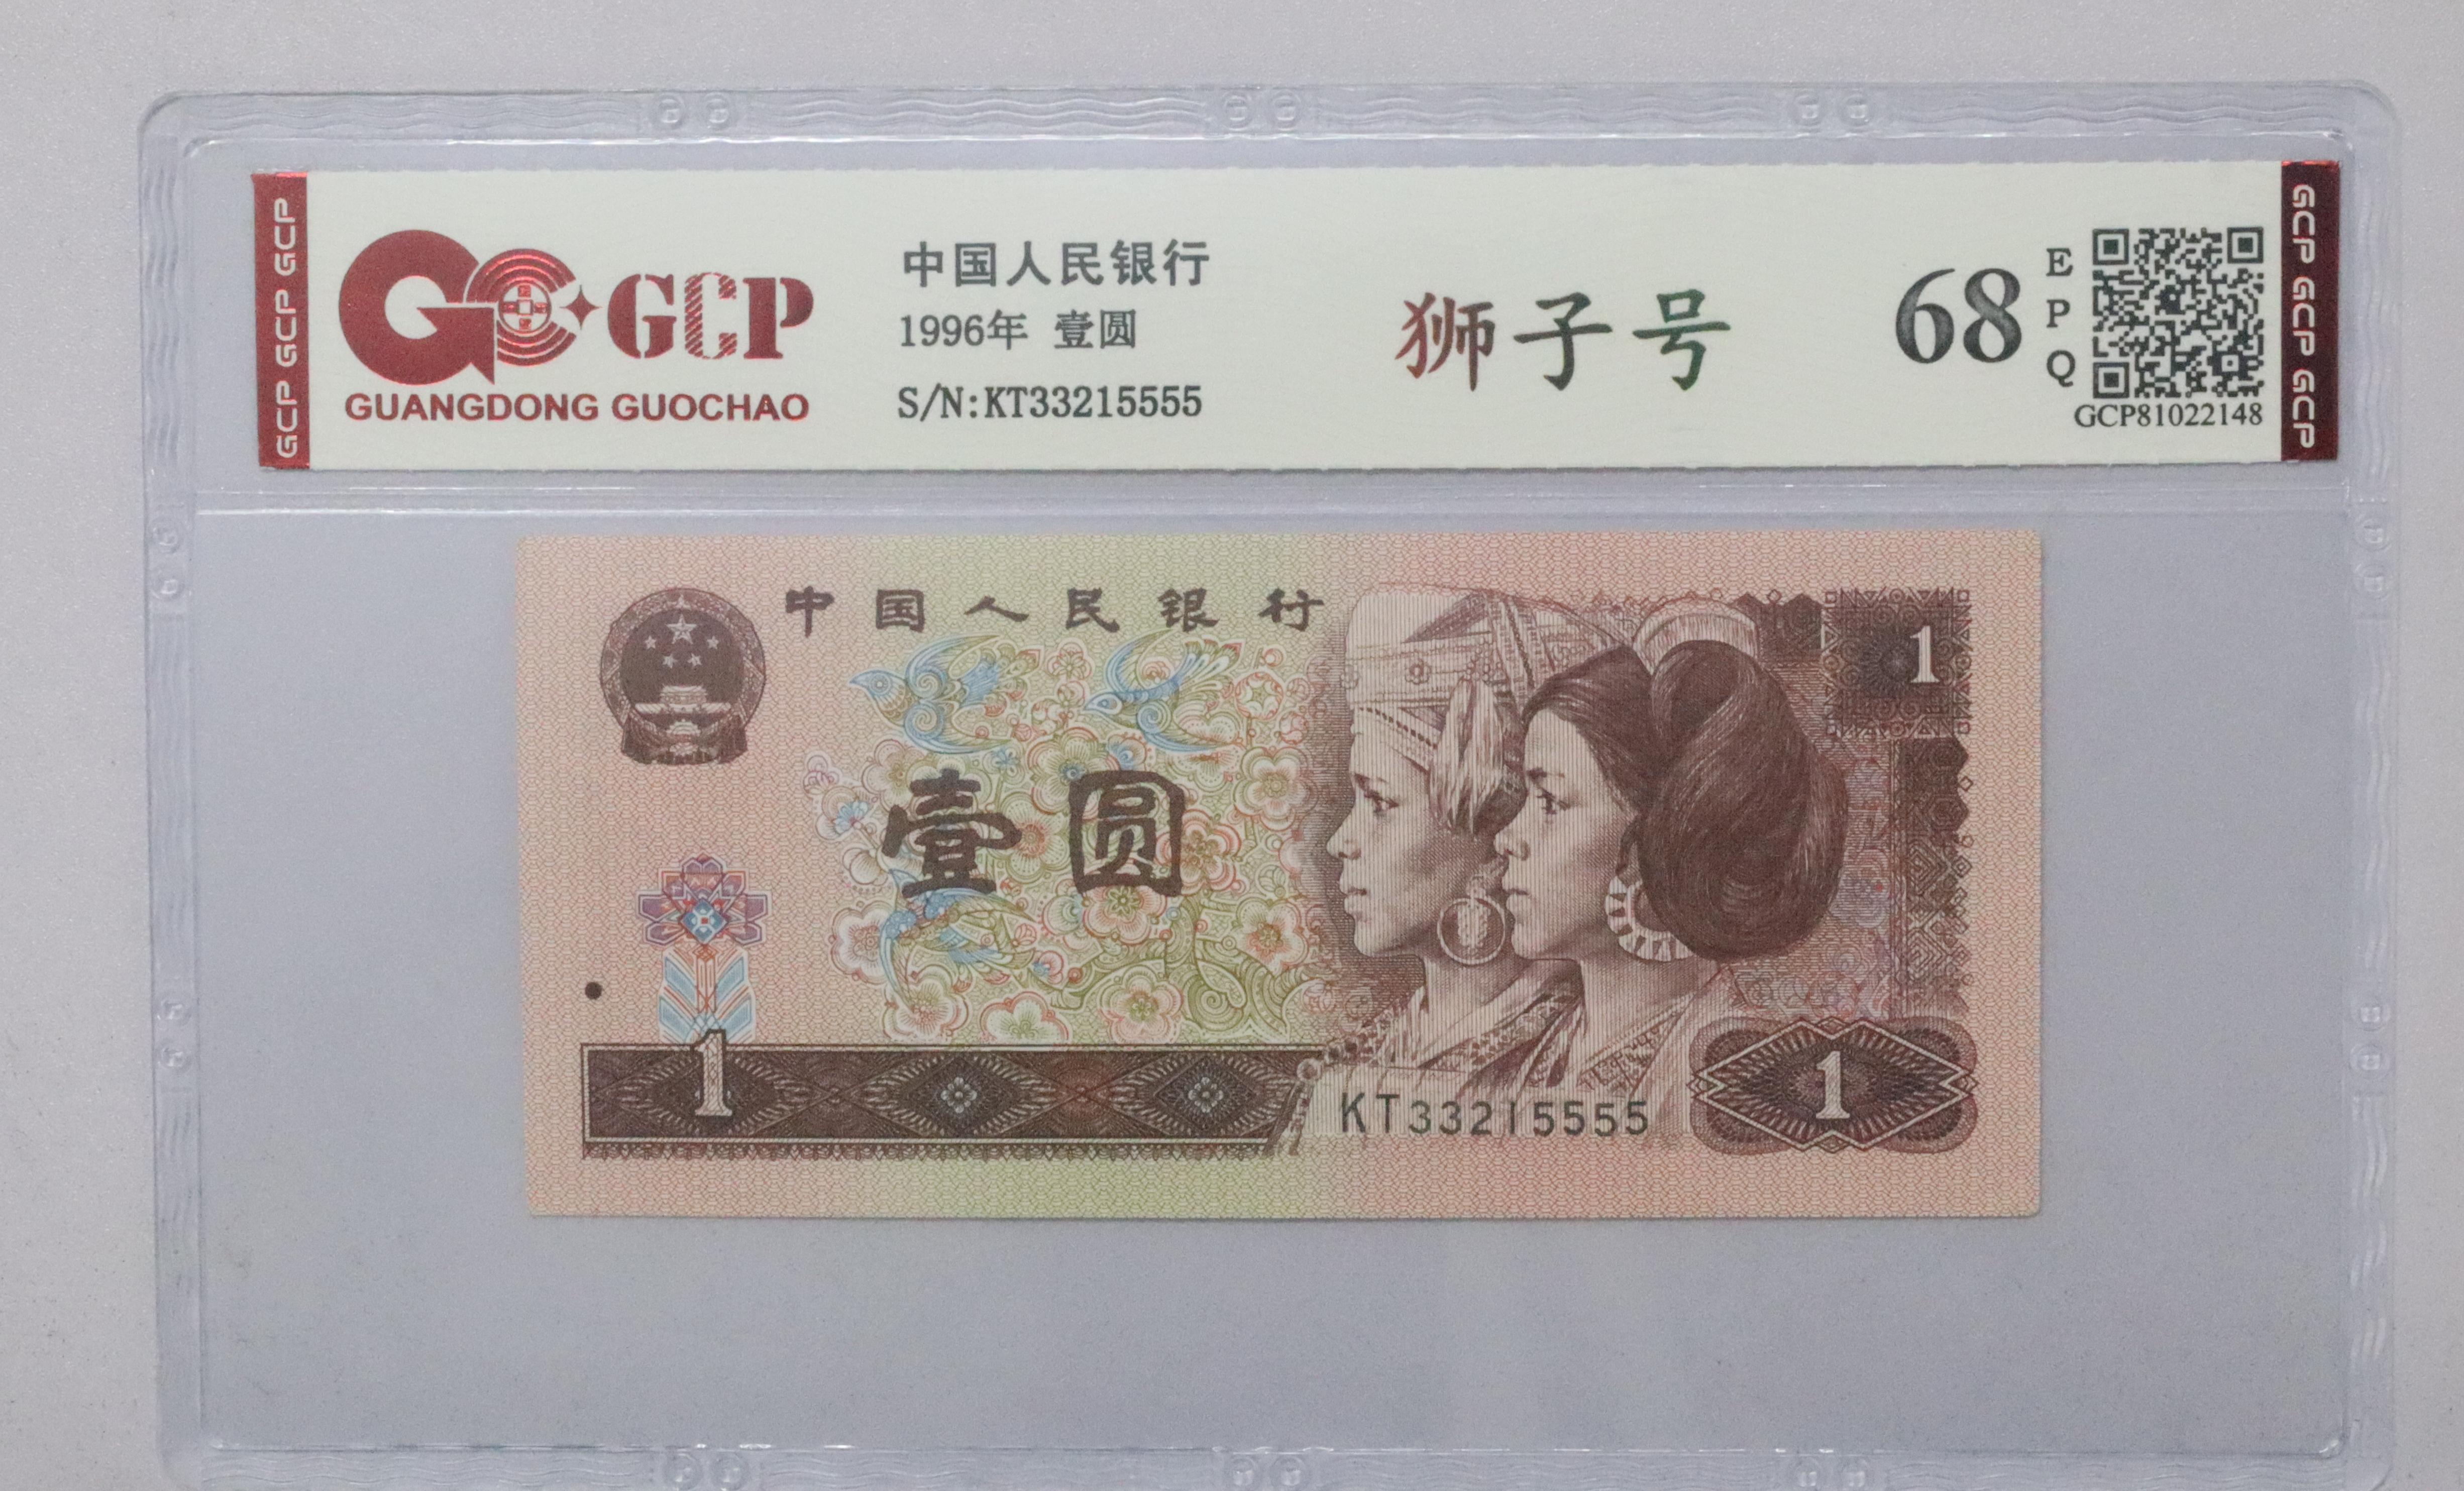 GCP GCP GCP
GCP
GUANGDONG GUOCHAO
中国人民银行
1996年 壹圆
S/N:KT33215555
狮子号
68
EPQ
GCP81022148
GCP GCP GCP
中国人民银行
1
壹圆
1
1
KT33215555